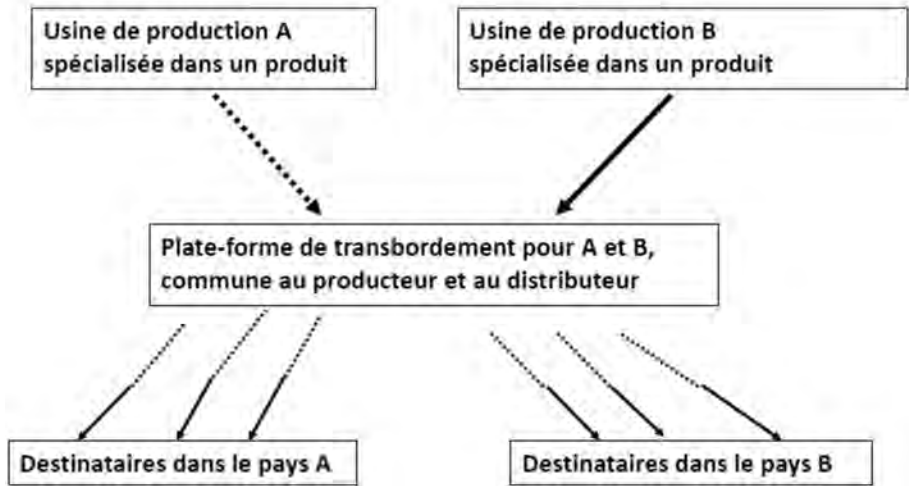 Usine de production A
spécialisée dans un produit
Usine de production B
spécialisée dans un produit
Plate-forme de transbordement pour A et B,
commune au producteur et au distributeur
Destinataires dans le pays A
Destinataires dans le pays B